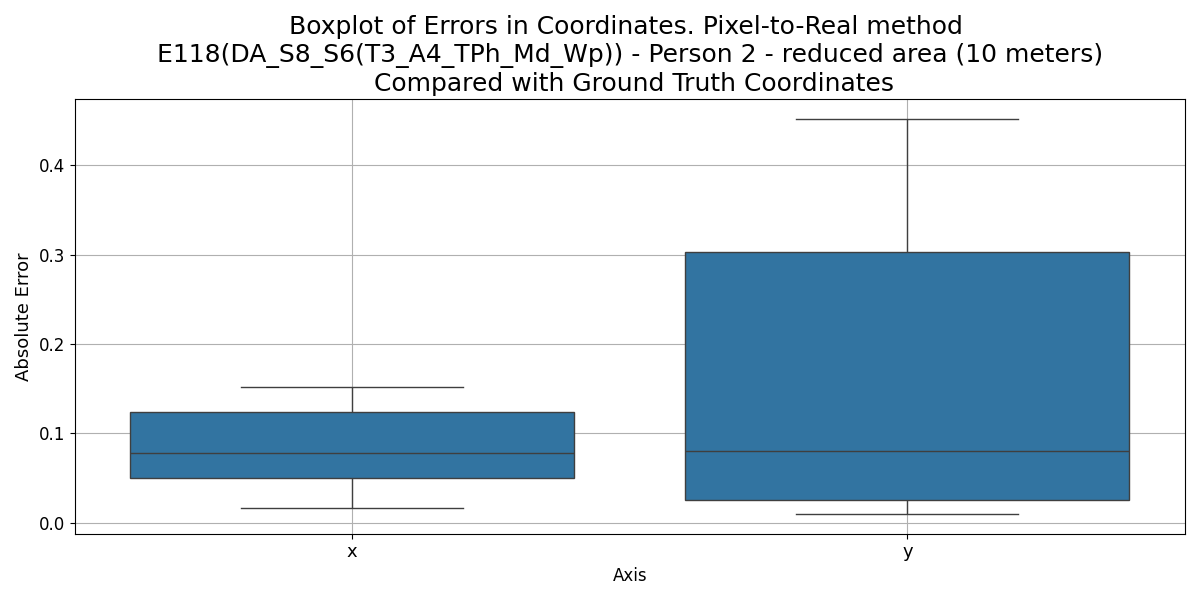 Boxplot of Errors in Coordinates. Pixel-to-Real method
E118(DA_S8_S6(T3_A4_TPh_Md_Wp)) - Person 2 - reduced area (10 meters)
Compared with Ground Truth Coordinates
0.4
0.3
0.2
0.1
0.0
Absolute Error
x
y
Axis